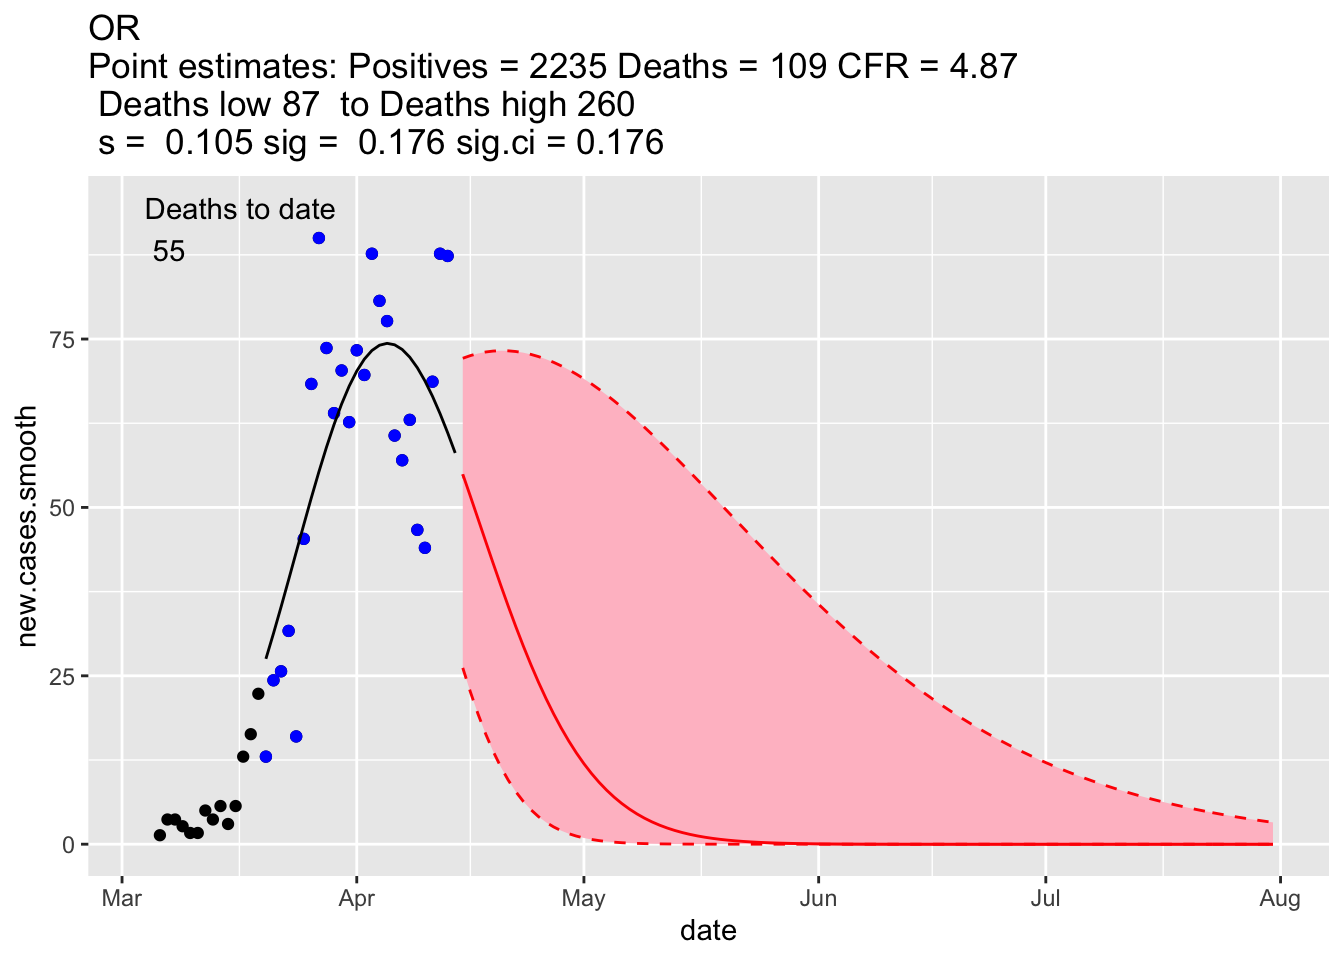 OR
Point estimates: Positives = 2235 Deaths = 109 CFR = 4.87
Deaths low 87  to Deaths high 260
s =  0.105 sig =  0.176 sig.ci = 0.176
Deaths to date
55
75
50
25
0
new.cases.smooth
Mar Apr May Jun Jul Aug
date